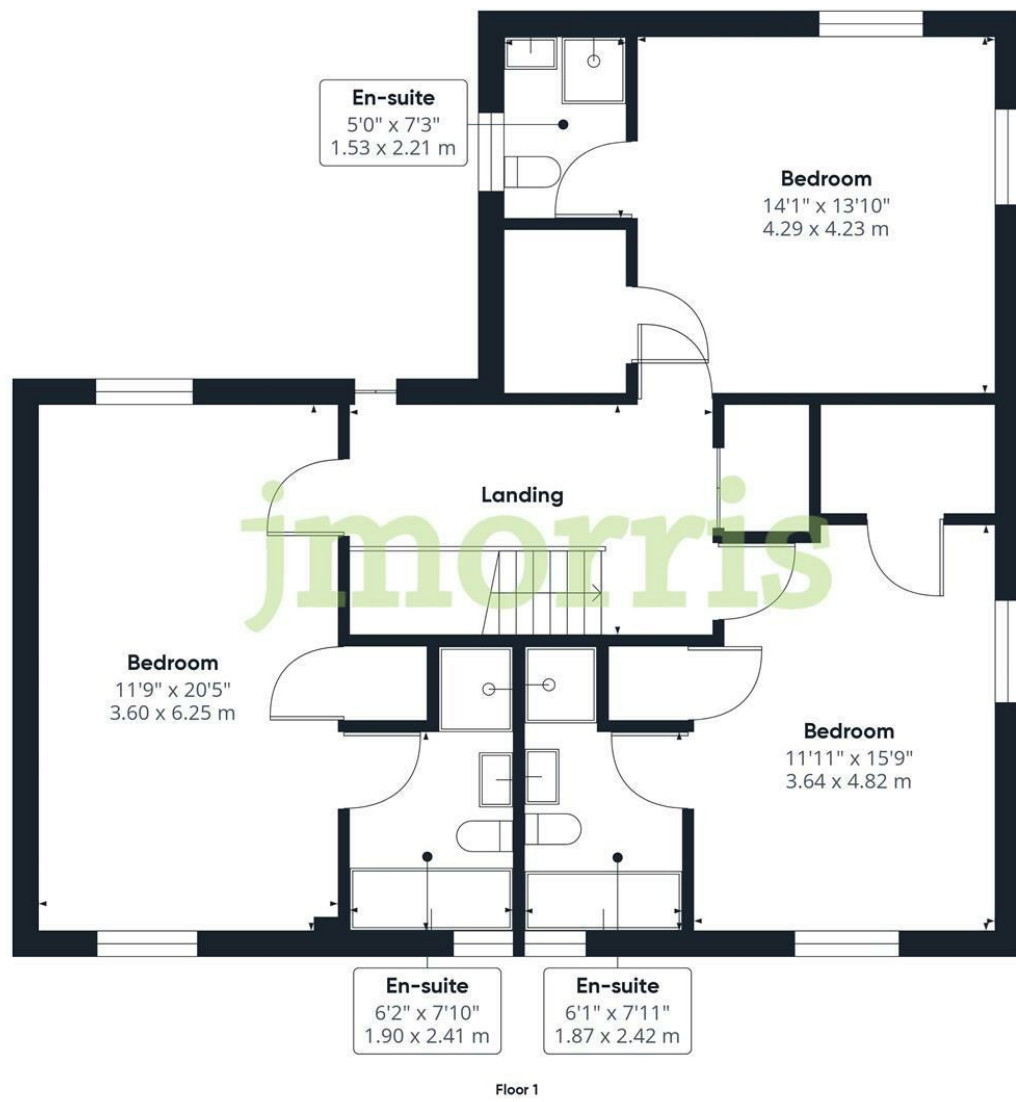 En-suite
5'0" x 7'3"
1.53 x 2.21 m
Bedroom
14'1" x 13'10"
4.29 x 4.23 m
Landing
jmorris
Bedroom
11'9" x 20'5"
3.60 x 6.25 m
Bedroom
11'11" x 15'9"
3.64 x 4.82 m
En-suite
6'2" x 7'10"
1.90 x 2.41 m
En-suite
6'1" x 7'11"
1.87 x 2.42 m
Floor 1